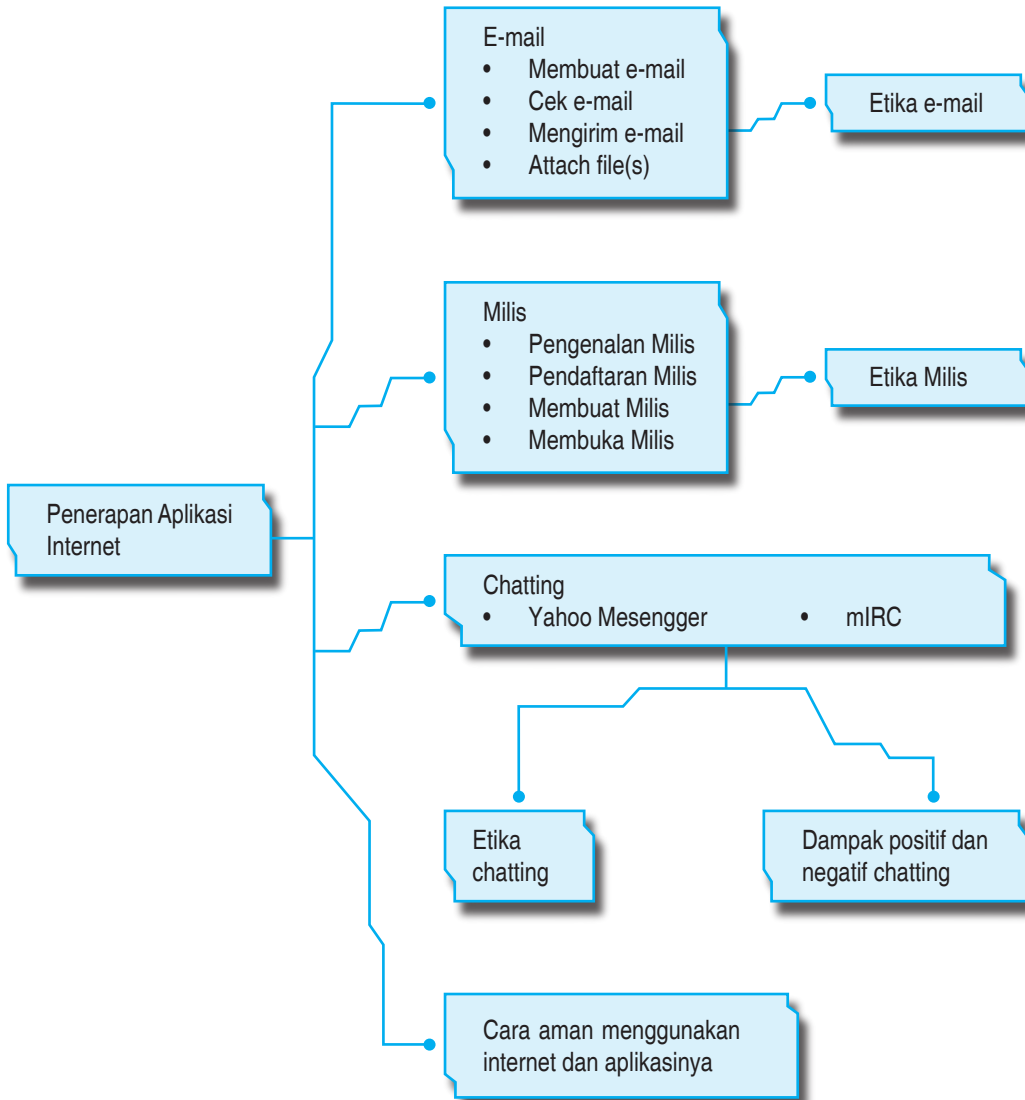 E-mail
• Membuat e-mail
• Cek e-mail
• Mengirim e-mail
• Attach file(s)
Etika e-mail
Milis
• Pengenalan Milis
• Pendaftaran Milis
• Membuat Milis
• Membuka Milis
Etika Milis
Penerapan Aplikasi
Internet
Chatting
• Yahoo Mesengger • mIRC
Etika
chatting
Dampak positif dan
negatif chatting
Cara aman menggunakan
internet dan aplikasinya